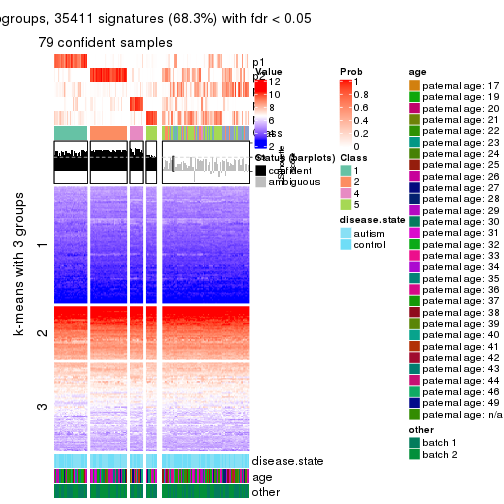 ogroups, 35411 signatures (68.3%) with fdr < 0.05
79 confident samples
p1
Value
12
10
8
6
4
2
Prob
1
0.8
0.6
0.4
0.2
0
Status (barplots)
confident
ambiguous
Class
1
2
4
5
disease.state
autism
control
age
paternal age: 17
paternal age: 19
paternal age: 20
paternal age: 21
paternal age: 22
paternal age: 23
paternal age: 24
paternal age: 25
paternal age: 26
paternal age: 27
paternal age: 28
paternal age: 29
paternal age: 30
paternal age: 31
paternal age: 32
paternal age: 33
paternal age: 34
paternal age: 35
paternal age: 36
paternal age: 37
paternal age: 38
paternal age: 39
paternal age: 40
paternal age: 41
paternal age: 42
paternal age: 43
paternal age: 44
paternal age: 46
paternal age: 49
paternal age: n/a
other
batch 1
batch 2
k-means with 3 groups
1
2
3
disease.state
age
other